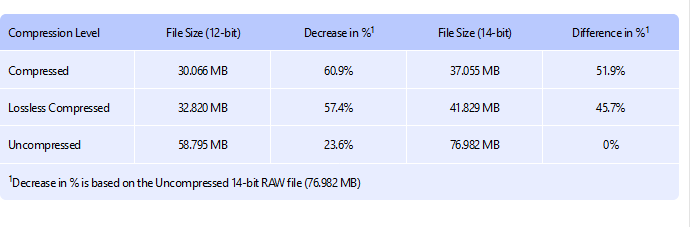 Compression Level File Size (12-bit) Decrease in %¹ File Size (14-bit) Difference in %¹
Compressed 30.066 MB 60.9% 37.055 MB 51.9%
Lossless Compressed 32.820 MB 57.4% 41.829 MB 45.7%
Uncompressed 58.795 MB 23.6% 76.982 MB 0%
¹Decrease in % is based on the Uncompressed 14-bit RAW file (76.982 MB)